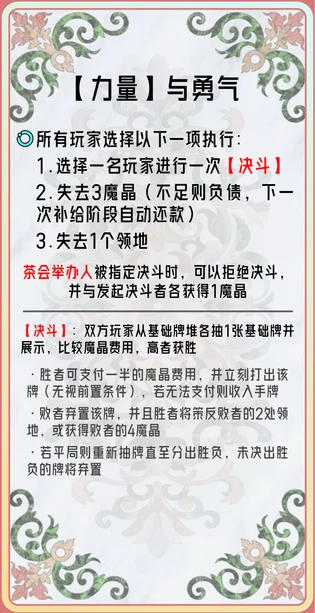 【力量】与勇气
所有玩家选择以下一项执行：
1.选择一名玩家进行一次【决斗】
2.失去3魔晶（不足则负债，下一
次补给阶段自动还款）
3.失去1个领地
茶会举办人被指定决斗时，可以拒绝决斗，
并与发起决斗者各获得1魔晶
【决斗】：双方玩家从基础牌堆各抽1张基础牌并
展示，比较魔晶费用，高者获胜
·胜者可支付一半的魔晶费用，并立刻打出该
牌（无视前置条件），若无法支付则收入手牌
·败者弃置该牌，并且胜者将策反败者的2处领
地，或获得败者的4魔晶
·若平局则重新抽牌直至分出胜负，未决出胜
负的牌将弃置